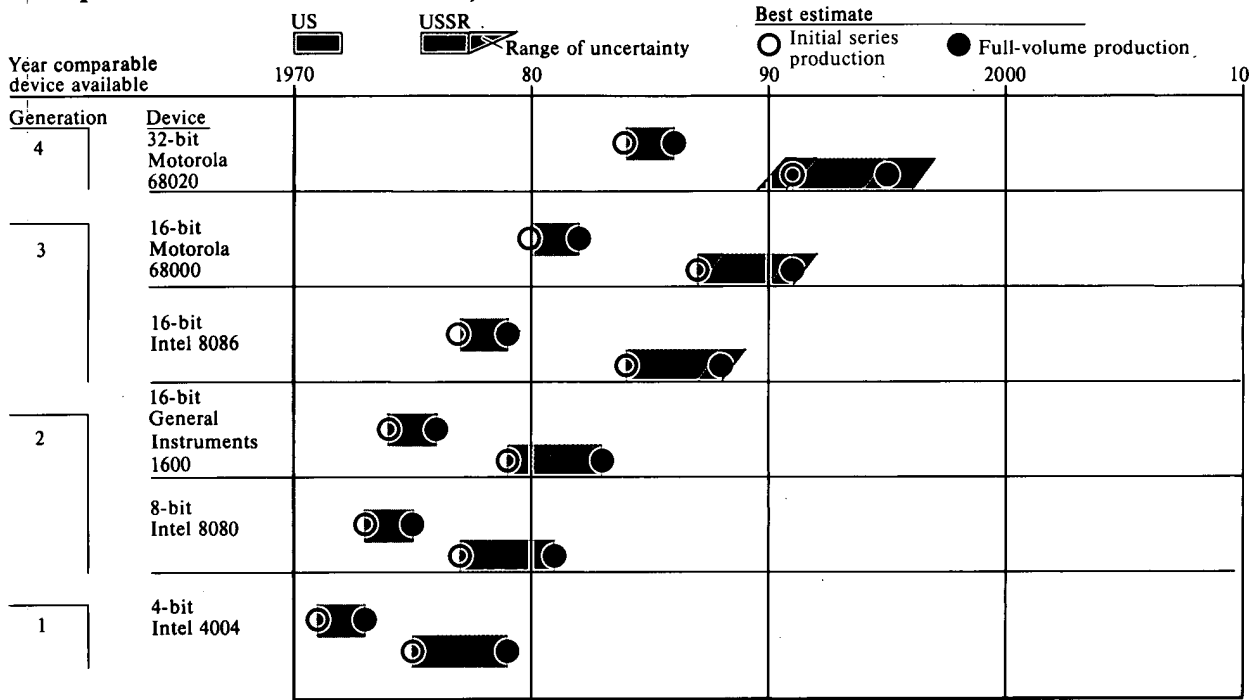 US
USSR
Range of uncertainty
Best estimate
Initial series
production
Full-volume production
Year comparable
device available
1970
80
90
2000
10
Generation
Device
4
32-bit
Motorola
68020
3
16-bit
Motorola
68000
16-bit
Intel 8086
2
16-bit
General
Instruments
1600
8-bit
Intel 8080
1
4-bit
Intel 4004